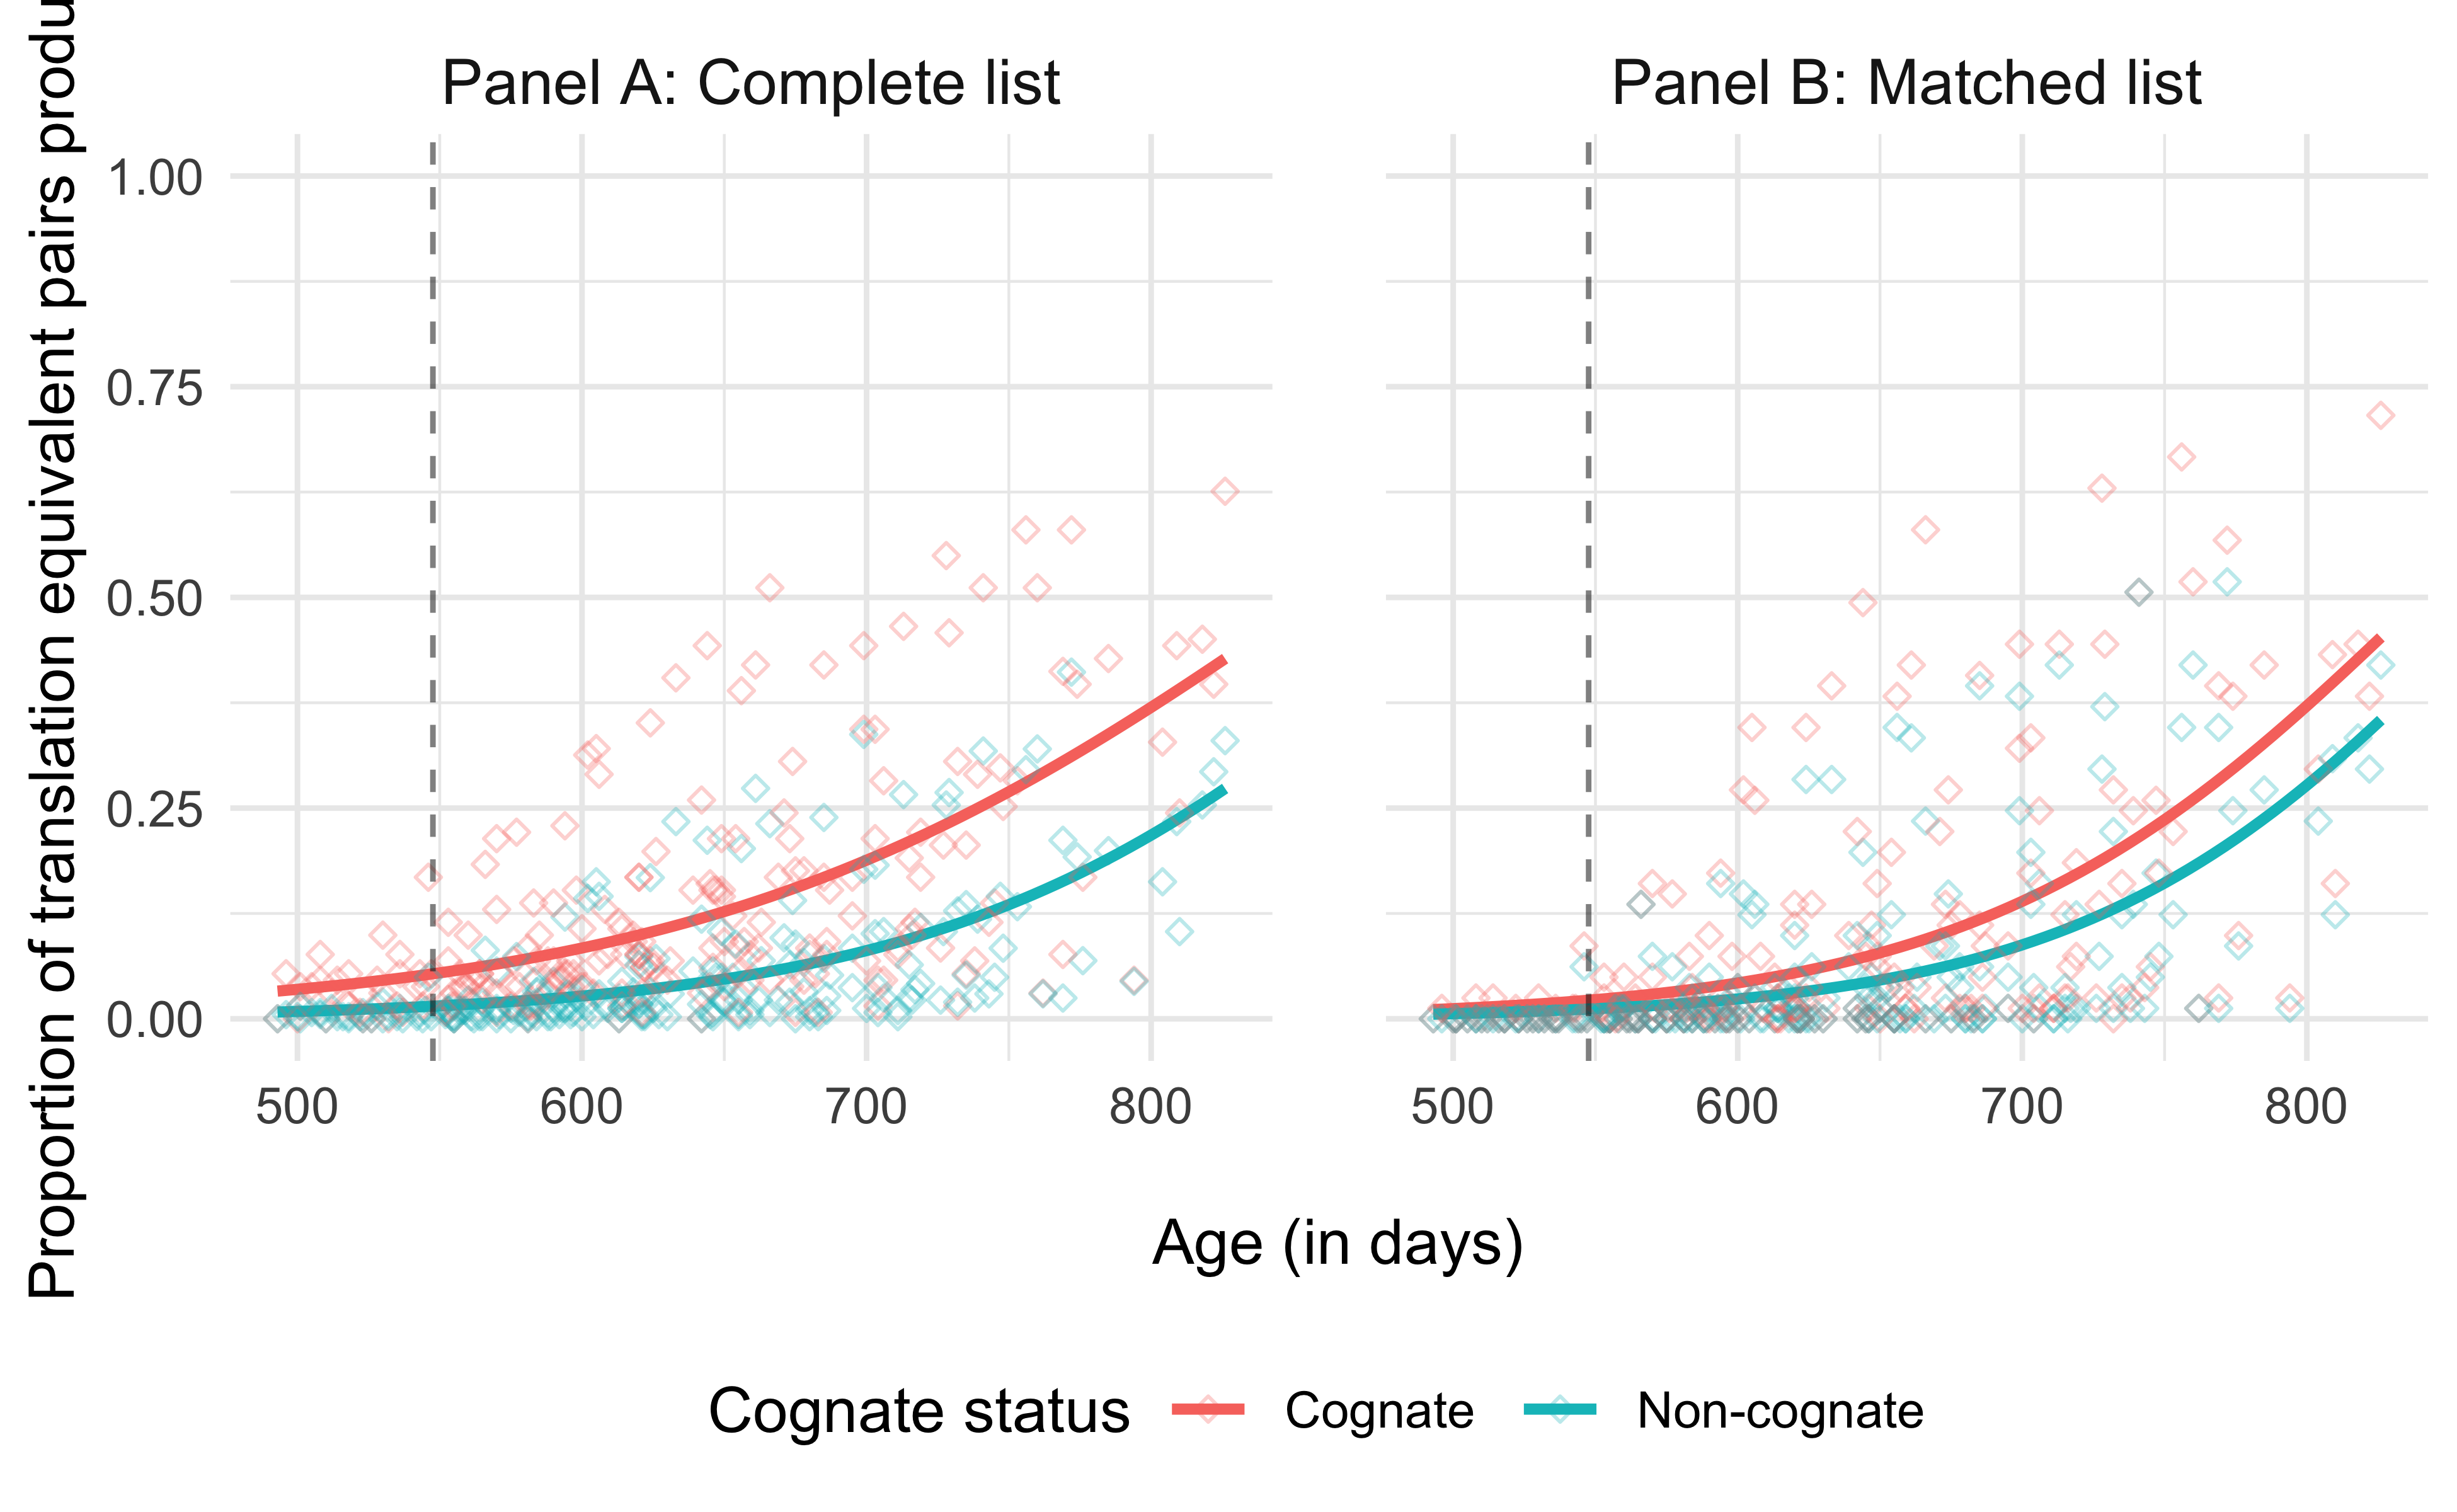 Proportion of translation equivalent pairs
Panel A: Complete list
Panel B: Matched list
1.00
0.75
0.50
0.25
0.00
500 600 700 800
500 600 700 800
Age (in days)
Cognate status Cognate Non-cognate